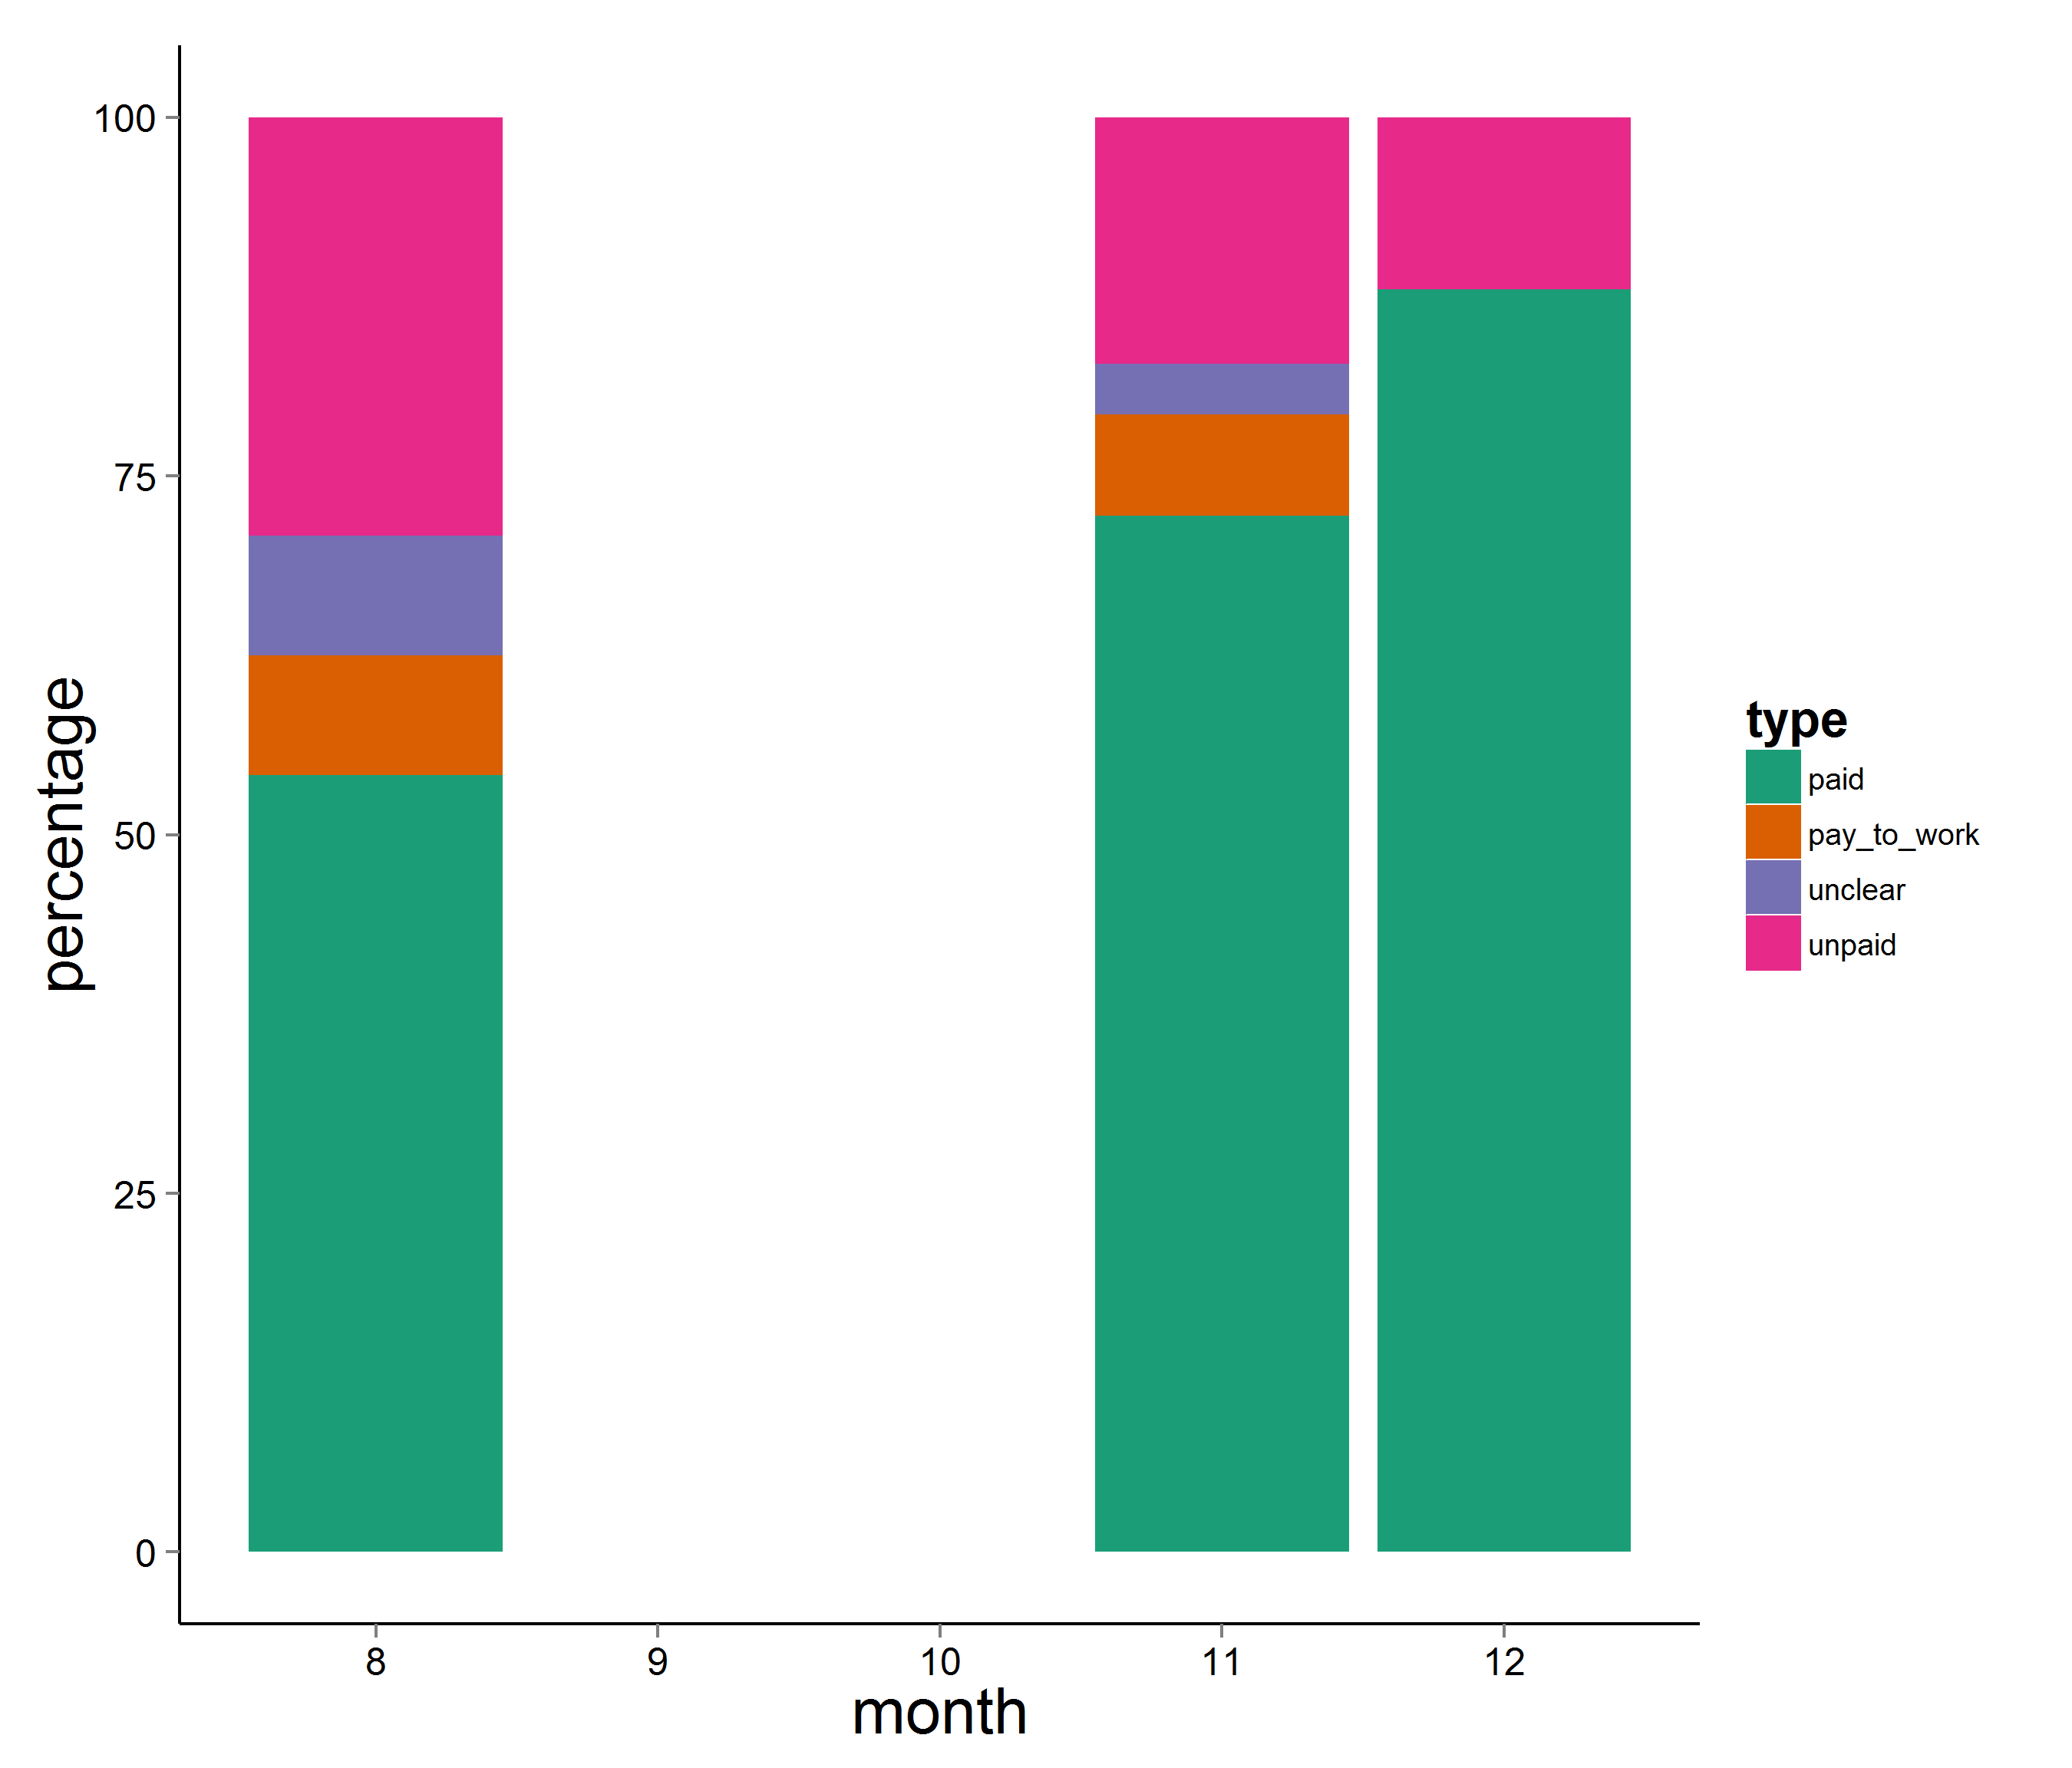 percentage
100
75
50
25
0
8 9 10 11 12
month
type
paid
pay_to_work
unclear
unpaid